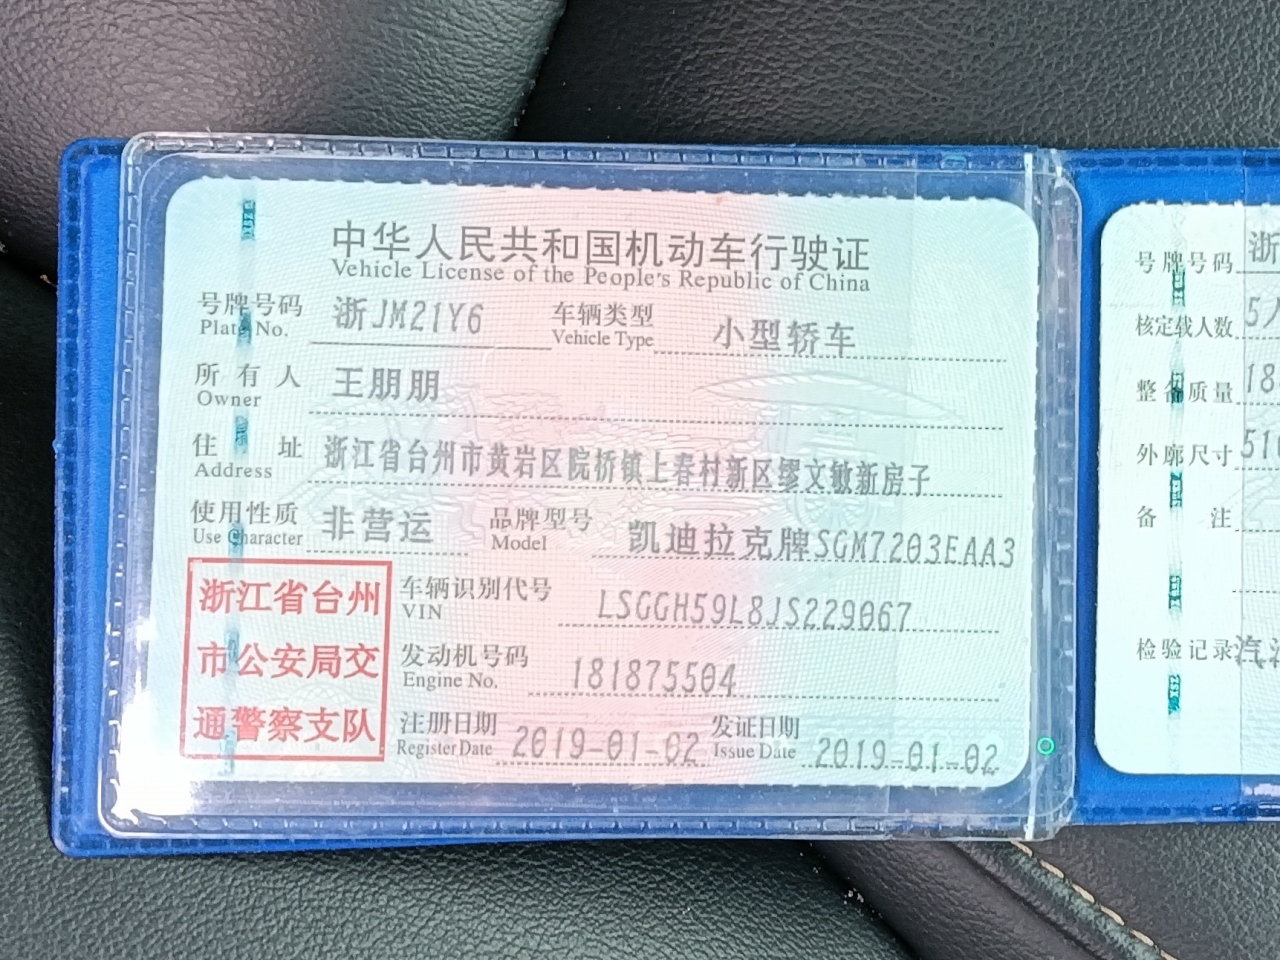 中华人民共和国机动车行驶证
Vehicle License of the People's Republic of China
号牌号码 浙JM21Y6 车辆类型 小型轿车
Plate No. Vehicle Type
所有人 王朋朋
Owner
住址 浙江省台州市黄岩区院桥镇上春村新区缪文敏新房子
Address
使用性质 非营运 品牌型号 凯迪拉克牌SGM7203EAA3
Use Character Model
浙江省台州
市公安局交
通警察支队
车辆识别代号 LSGGH59L8JS229067
VIN
发动机号码 181875504
Engine No.
注册日期 2019-01-02 发证日期 2019-01-02
Register Date Issue Date
号牌号码 浙
核定载人数 5人
整备质量 18
外廓尺寸 51
备注
检验记录 汽